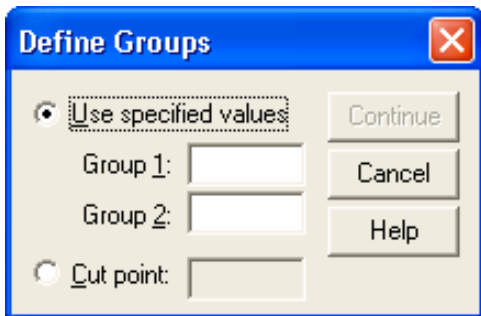 Define Groups
Use specified values
Continue
Group 1:
Cancel
Group 2:
Help
Cut point: